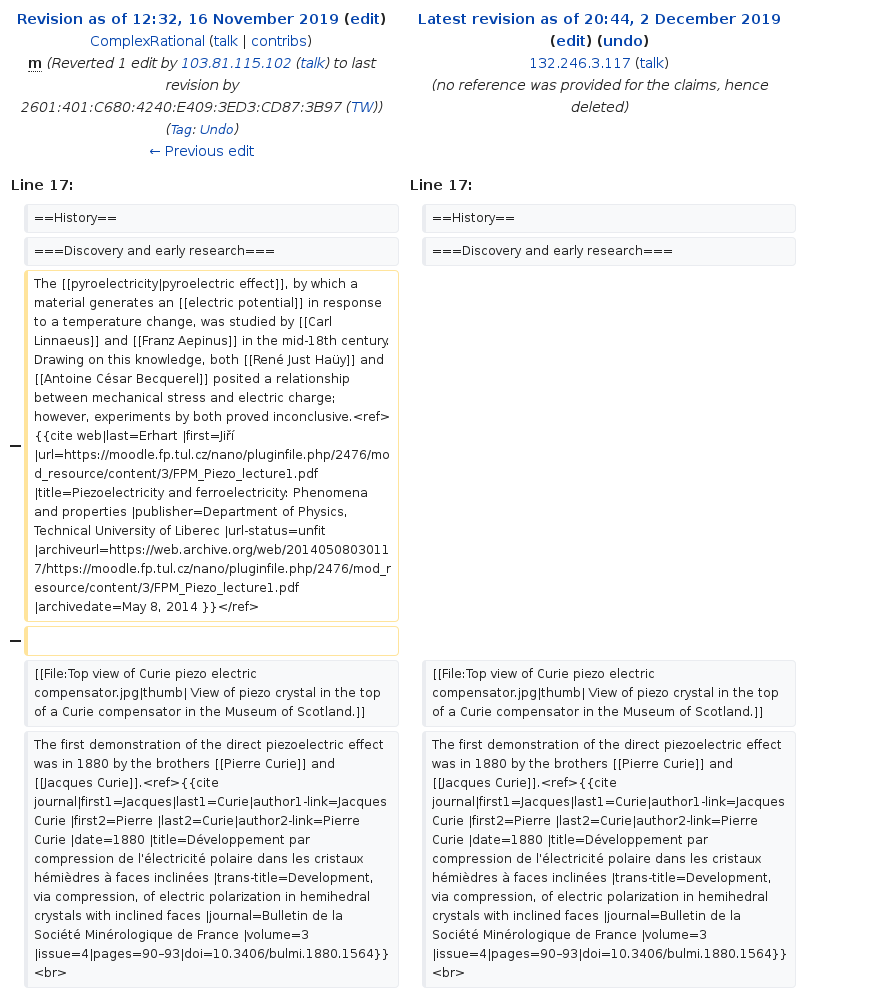 Revision as of 12:32, 16 November 2019 (edit)
ComplexRational (talk | contribs)
m (Reverted 1 edit by 103.81.115.102 (talk) to last
revision by
2601:401:C680:4240:E409:3ED3:CD87:3B97 (TW))
(Tag: Undo)
← Previous edit
Latest revision as of 20:44, 2 December 2019
(edit) (undo)
132.246.3.117 (talk)
(no reference was provided for the claims, hence
deleted)
Line 17:
Line 17:
==History==
==History==
===Discovery and early research===
===Discovery and early research===
−
The [[pyroelectricity|pyroelectric effect]], by which a
material generates an [[electric potential]] in response
to a temperature change, was studied by [[Carl
Linnaeus]] and [[Franz Aepinus]] in the mid-18th century.
Drawing on this knowledge, both [[René Just Haüy]] and
[[Antoine César Becquerel]] posited a relationship
between mechanical stress and electric charge;
however, experiments by both proved inconclusive.<ref>
{{cite web|last=Erhart |first=Jiří
|url=https://moodle.fp.tul.cz/nano/pluginfile.php/2476/mo
d_resource/content/3/FPM_Piezo_lecture1.pdf
|title=Piezoelectricity and ferroelectricity: Phenomena
and properties |publisher=Department of Physics,
Technical University of Liberec |url-status=unfit
|archiveurl=https://web.archive.org/web/2014050803011
7/https://moodle.fp.tul.cz/nano/pluginfile.php/2476/mod_r
esource/content/3/FPM_Piezo_lecture1.pdf
|archivedate=May 8, 2014 }}</ref>
−
[[File:Top view of Curie piezo electric
compensator.jpg|thumb| View of piezo crystal in the top
of a Curie compensator in the Museum of Scotland.]]
[[File:Top view of Curie piezo electric
compensator.jpg|thumb| View of piezo crystal in the top
of a Curie compensator in the Museum of Scotland.]]
The first demonstration of the direct piezoelectric effect
was in 1880 by the brothers [[Pierre Curie]] and
[[Jacques Curie]].<ref>{{cite
journal|first1=Jacques|last1=Curie|author1-link=Jacques
Curie |first2=Pierre |last2=Curie|author2-link=Pierre
Curie |date=1880 |title=Développement par
compression de l'électricité polaire dans les cristaux
hémièdres à faces inclinées |trans-title=Development,
via compression, of electric polarization in hemihedral
crystals with inclined faces |journal=Bulletin de la
Société Minérologique de France |volume=3
|issue=4|pages=90–93|doi=10.3406/bulmi.1880.1564}}
<br>
The first demonstration of the direct piezoelectric effect
was in 1880 by the brothers [[Pierre Curie]] and
[[Jacques Curie]].<ref>{{cite
journal|first1=Jacques|last1=Curie|author1-link=Jacques
Curie |first2=Pierre |last2=Curie|author2-link=Pierre
Curie |date=1880 |title=Développement par
compression de l'électricité polaire dans les cristaux
hémièdres à faces inclinées |trans-title=Development,
via compression, of electric polarization in hemihedral
crystals with inclined faces |journal=Bulletin de la
Société Minérologique de France |volume=3
|issue=4|pages=90–93|doi=10.3406/bulmi.1880.1564}}
<br>